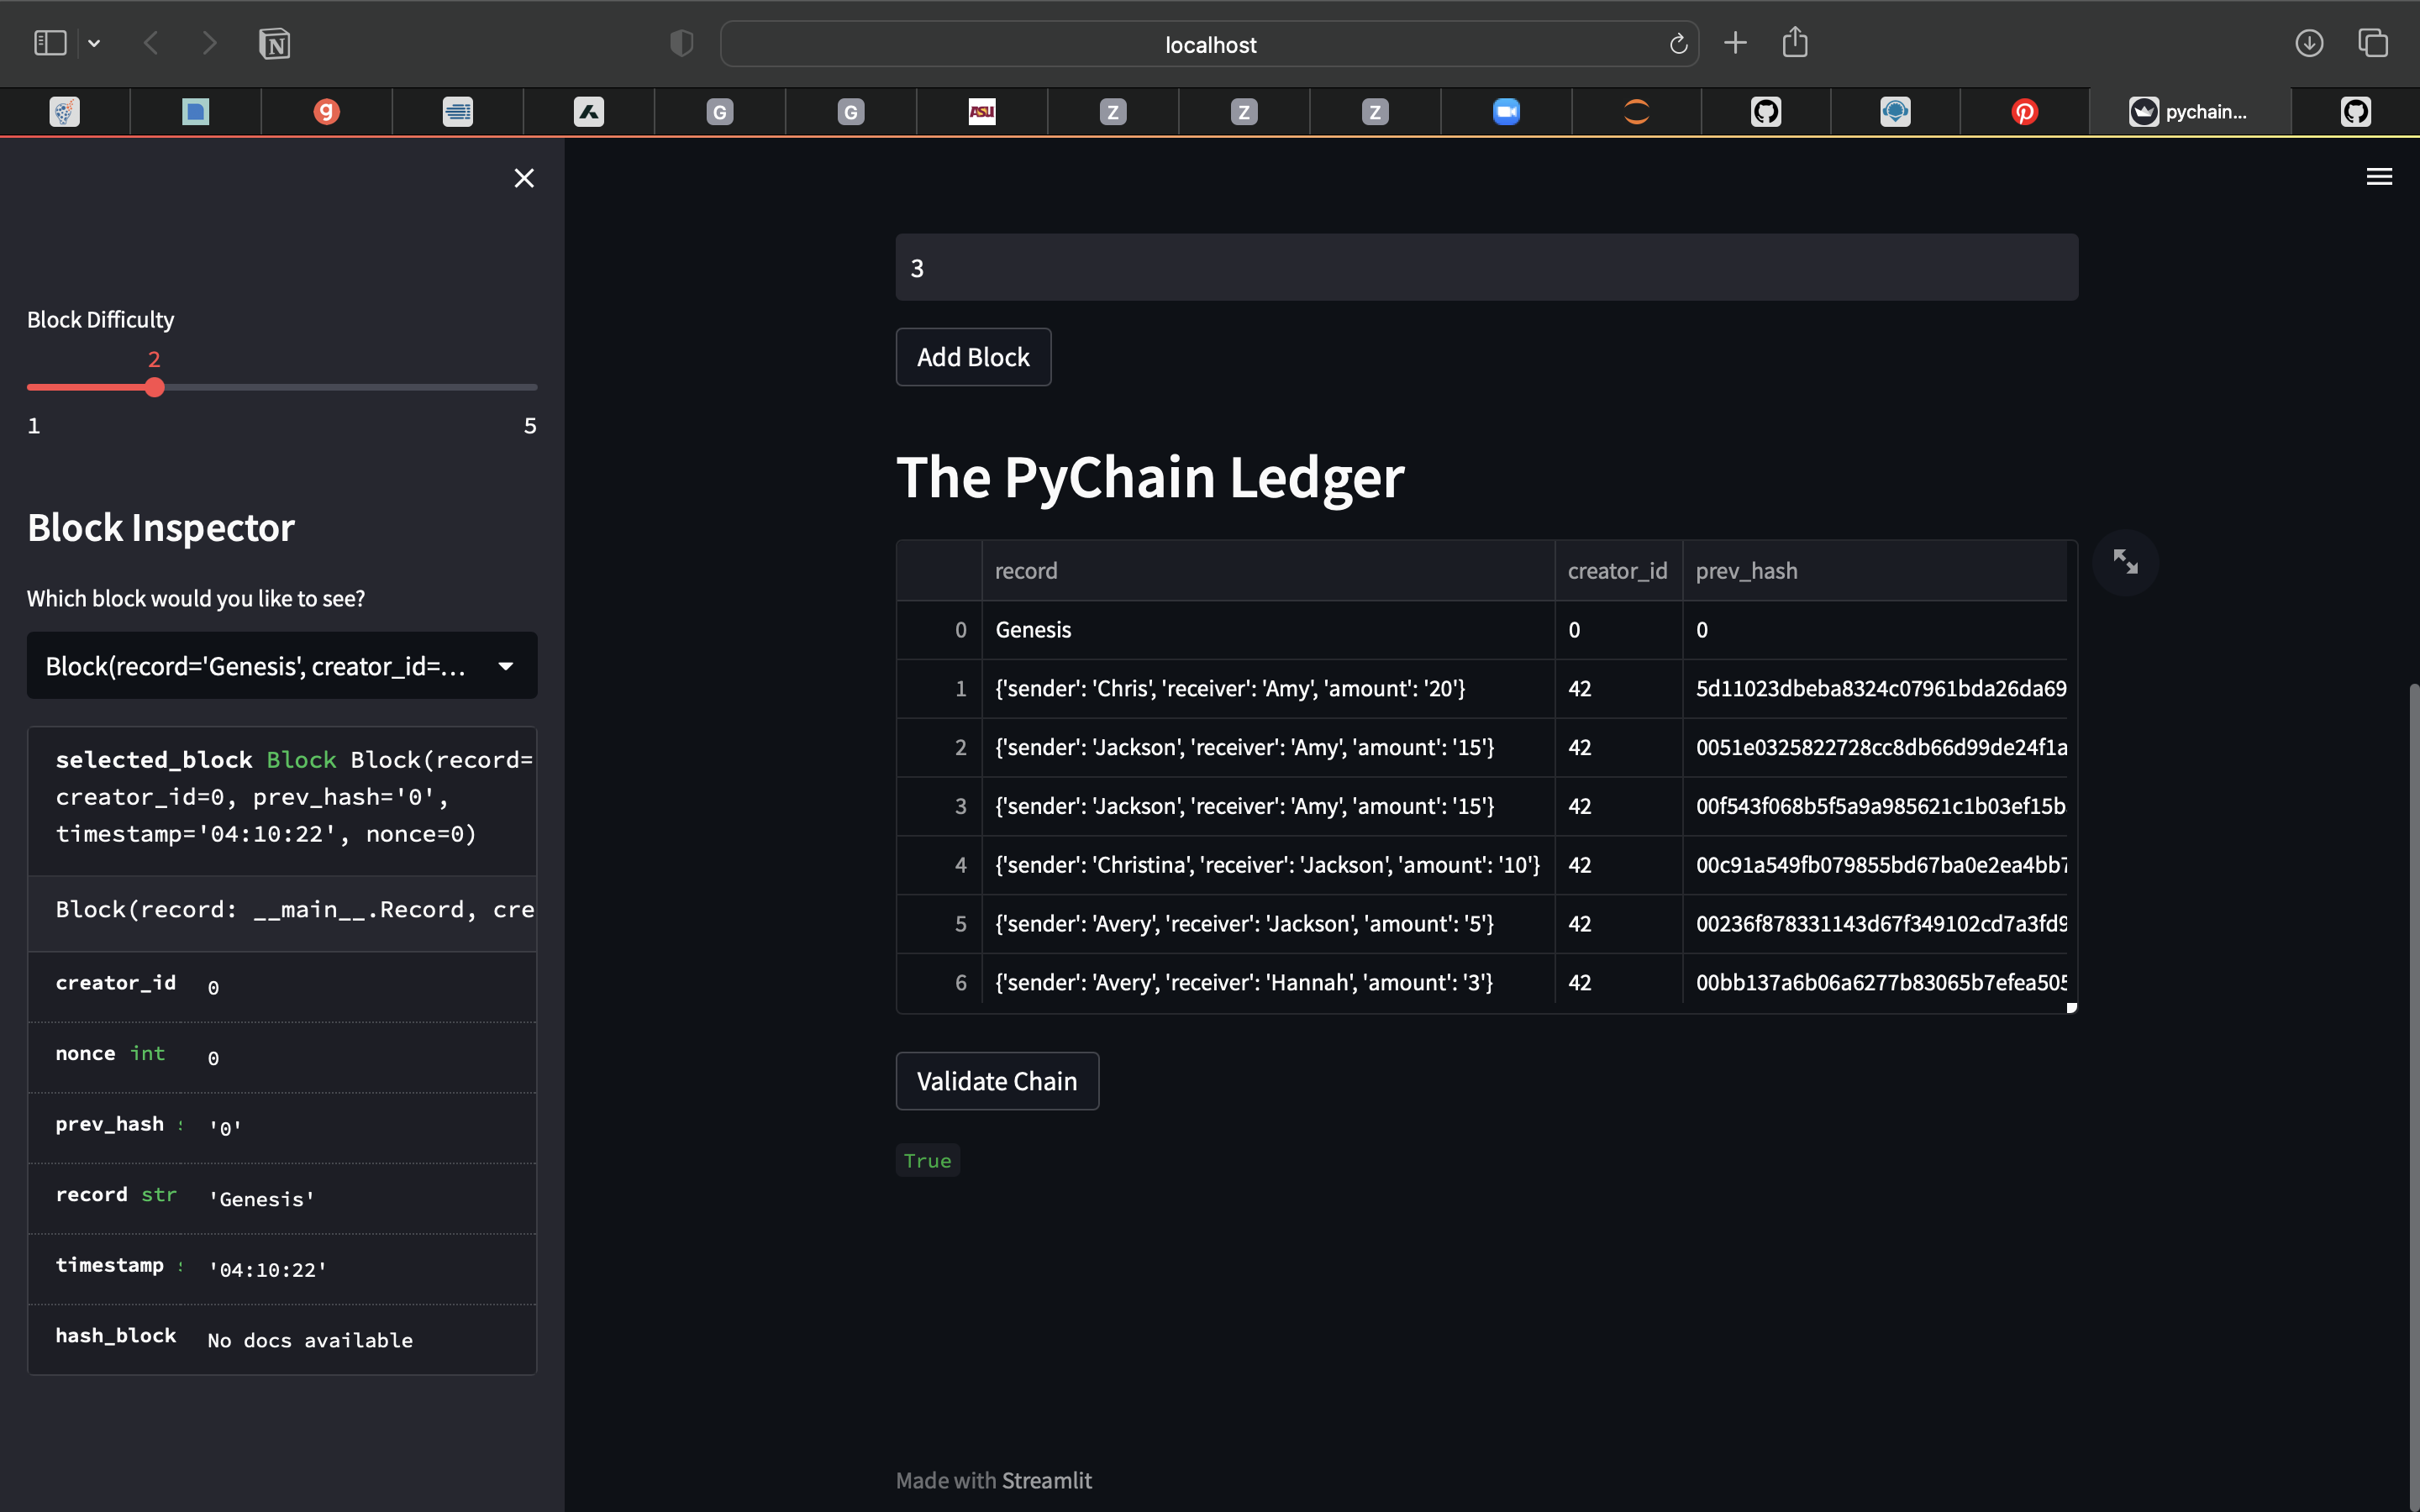 localhost
g
G
G
ASU
Z
Z
Z
pychain...
Block Difficulty
2
1 5
Block Inspector
Which block would you like to see?
Block(record='Genesis', creator_id=...
selected_block Block Block(record=
creator_id=0, prev_hash='0',
timestamp='04:10:22', nonce=0)
Block(record: __main__.Record, cre
creator_id 0
nonce int 0
prev_hash '0'
record str 'Genesis'
timestamp '04:10:22'
hash_block No docs available
3
Add Block
The PyChain Ledger
record creator_id prev_hash
0 Genesis 0 0
1 {'sender': 'Chris', 'receiver': 'Amy', 'amount': '20'} 42 5d11023dbeba8324c07961bda26da69
2 {'sender': 'Jackson', 'receiver': 'Amy', 'amount': '15'} 42 0051e0325822728cc8db66d99de24f1a
3 {'sender': 'Jackson', 'receiver': 'Amy', 'amount': '15'} 42 00f543f068b5f5a9a985621c1b03ef15b
4 {'sender': 'Christina', 'receiver': 'Jackson', 'amount': '10'} 42 00c91a549fb079855bd67ba0e2ea4bb7
5 {'sender': 'Avery', 'receiver': 'Jackson', 'amount': '5'} 42 00236f878331143d67f349102cd7a3fd9
6 {'sender': 'Avery', 'receiver': 'Hannah', 'amount': '3'} 42 00bb137a6b06a6277b83065b7efea505
Validate Chain
True
Made with Streamlit